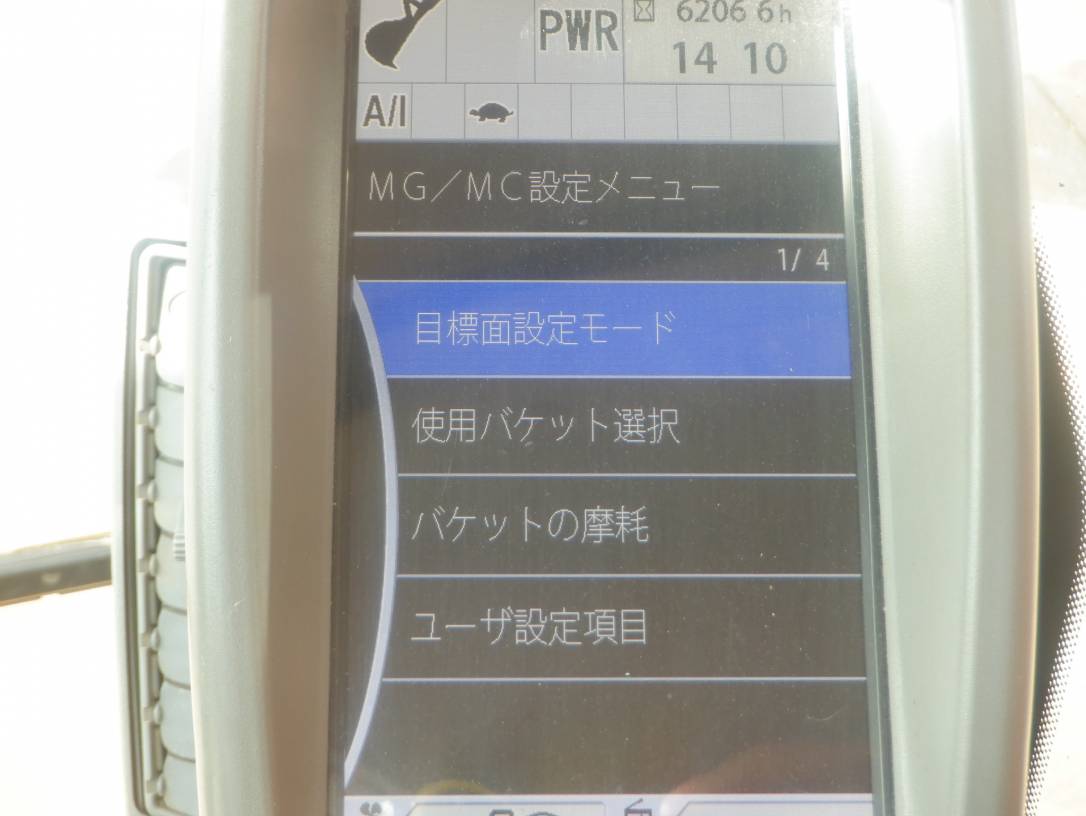 PWR
6206 6h
14 10
A/I
MG／MC設定メニュー
1/ 4
目標面設定モード
使用バケット選択
バケットの摩耗
ユーザ設定項目